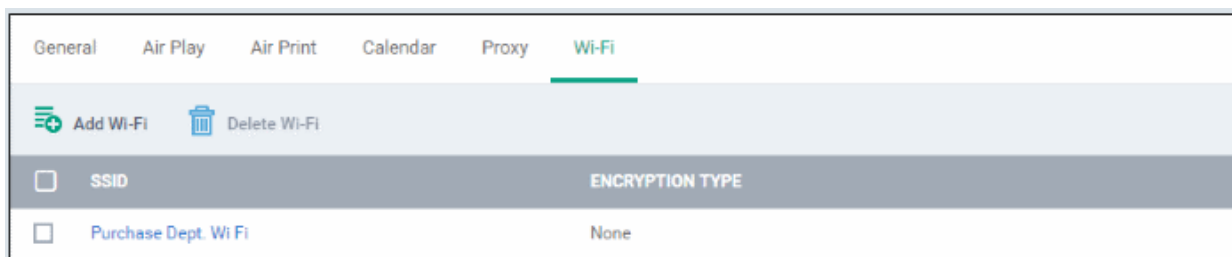 General Air Play Air Print Calendar Proxy Wi-Fi
Add Wi-Fi Delete Wi-Fi
SSID ENCRYPTION TYPE
Purchase Dept. Wi Fi None